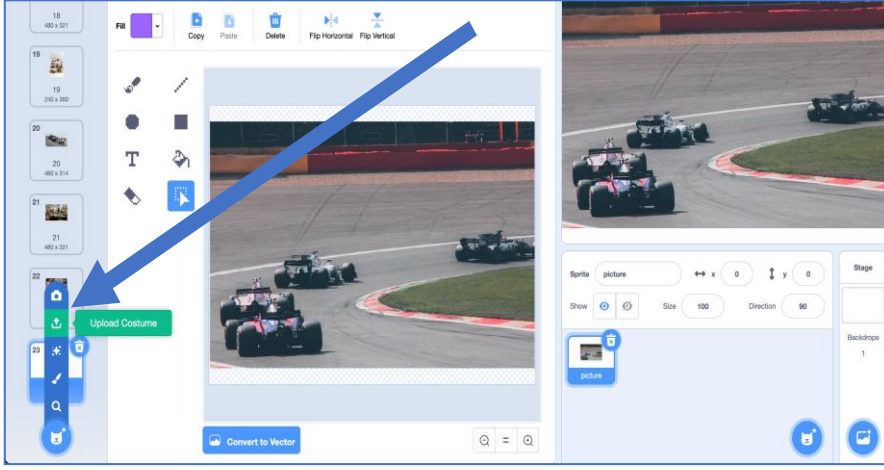 18
480 x 321
19
19
240 x 360
20
20
480 x 314
21
21
480 x 321
22
23
Upload Costume
Fill
Copy
Paste
Delete
Flip Horizontal
Flip Vertical
T
Convert to Vector
=
Sprite
picture
x
0
y
0
Show
Size
100
Direction
90
picture
Stage
Backdrops
1